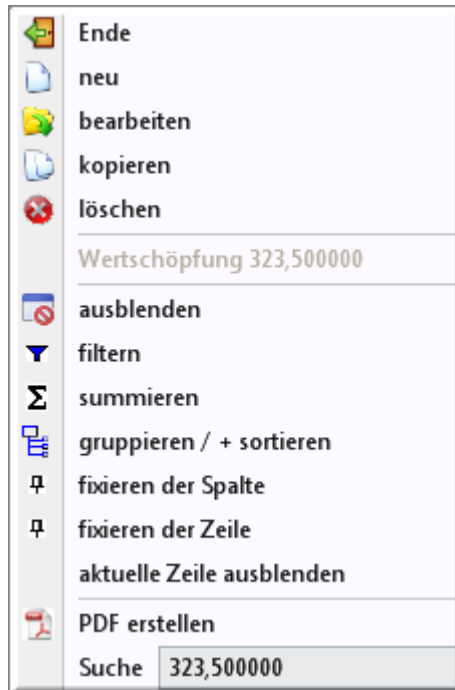 Ende
neu
bearbeiten
kopieren
löschen
Wertschöpfung 323,500000
ausblenden
filtern
summieren
gruppieren / + sortieren
fixieren der Spalte
fixieren der Zeile
aktuelle Zeile ausblenden
PDF erstellen
Suche 323,500000